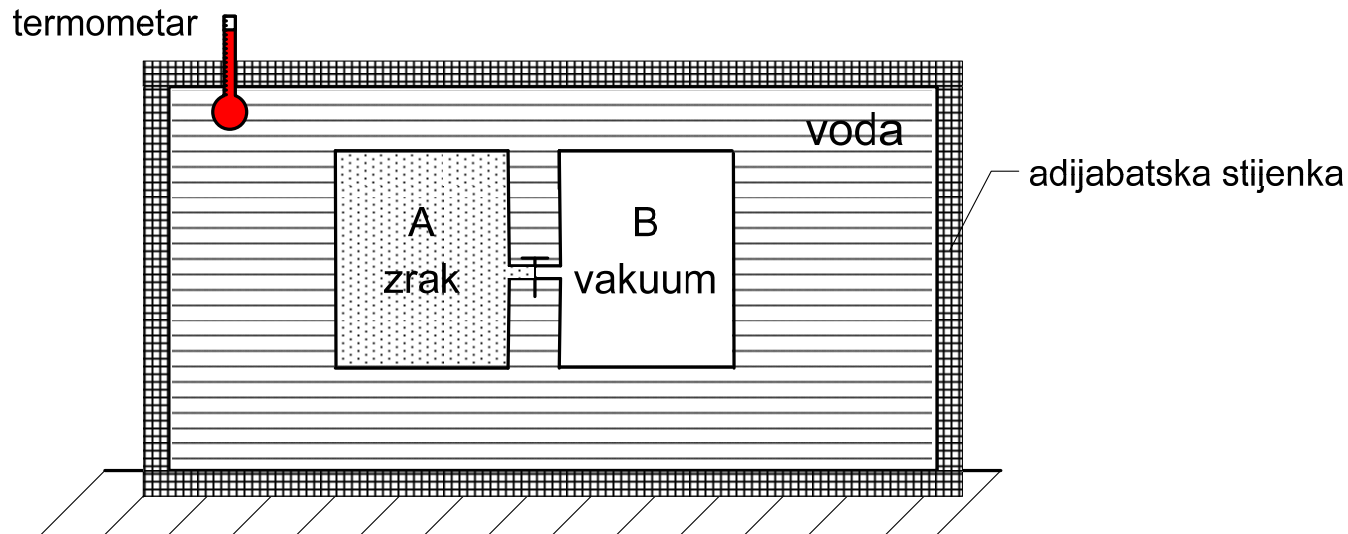 termometar
voda
adijabatska stijenka
A
zrak
B
vakuum